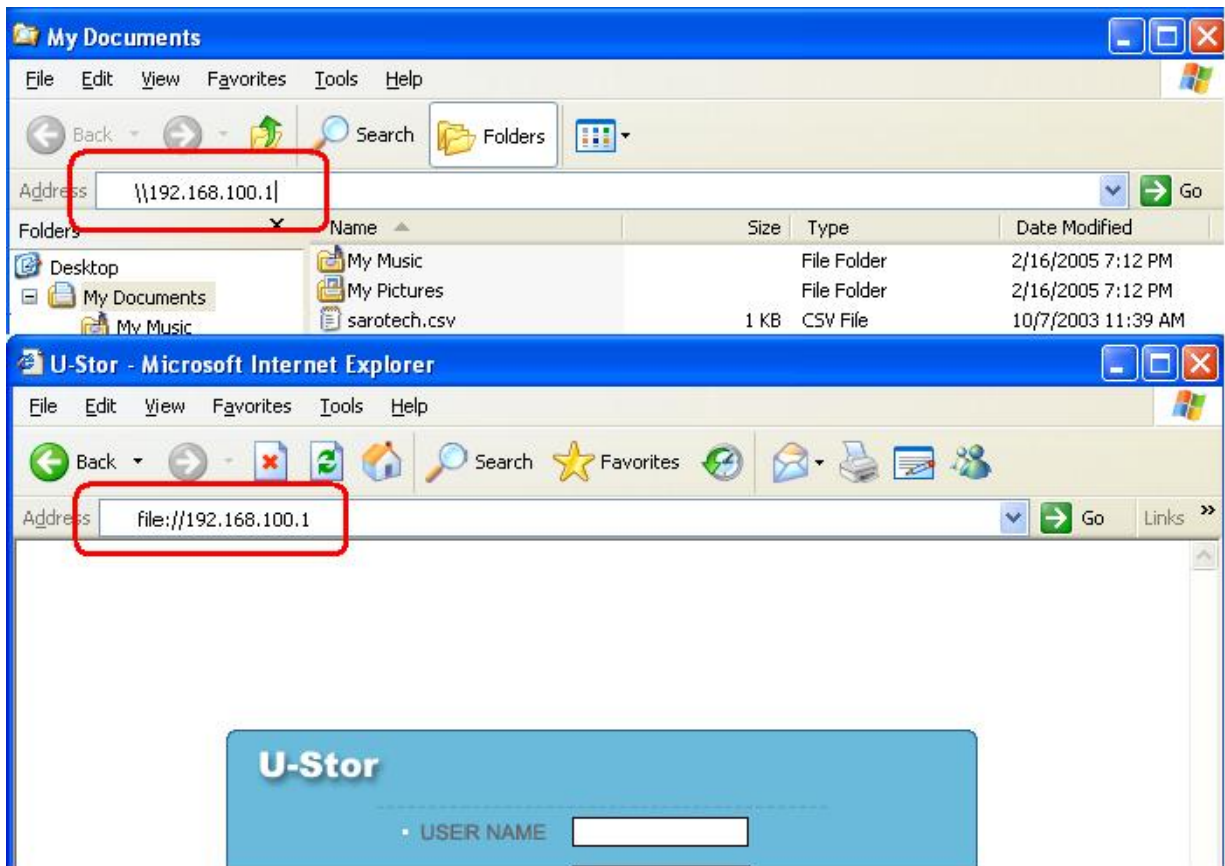 My Documents
File Edit View Favorites Tools Help
Back Search Folders
Address \\192.168.100.1 Go
Folders X Name Size Type Date Modified
Desktop My Music File Folder 2/16/2005 7:12 PM
My Documents My Pictures File Folder 2/16/2005 7:12 PM
My Music sarotech.csv 1 KB CSV File 10/7/2003 11:39 AM
U-Stor - Microsoft Internet Explorer
File Edit View Favorites Tools Help
Back Search Favorites
Address file://192.168.100.1 Go Links »
U-Stor
USER NAME